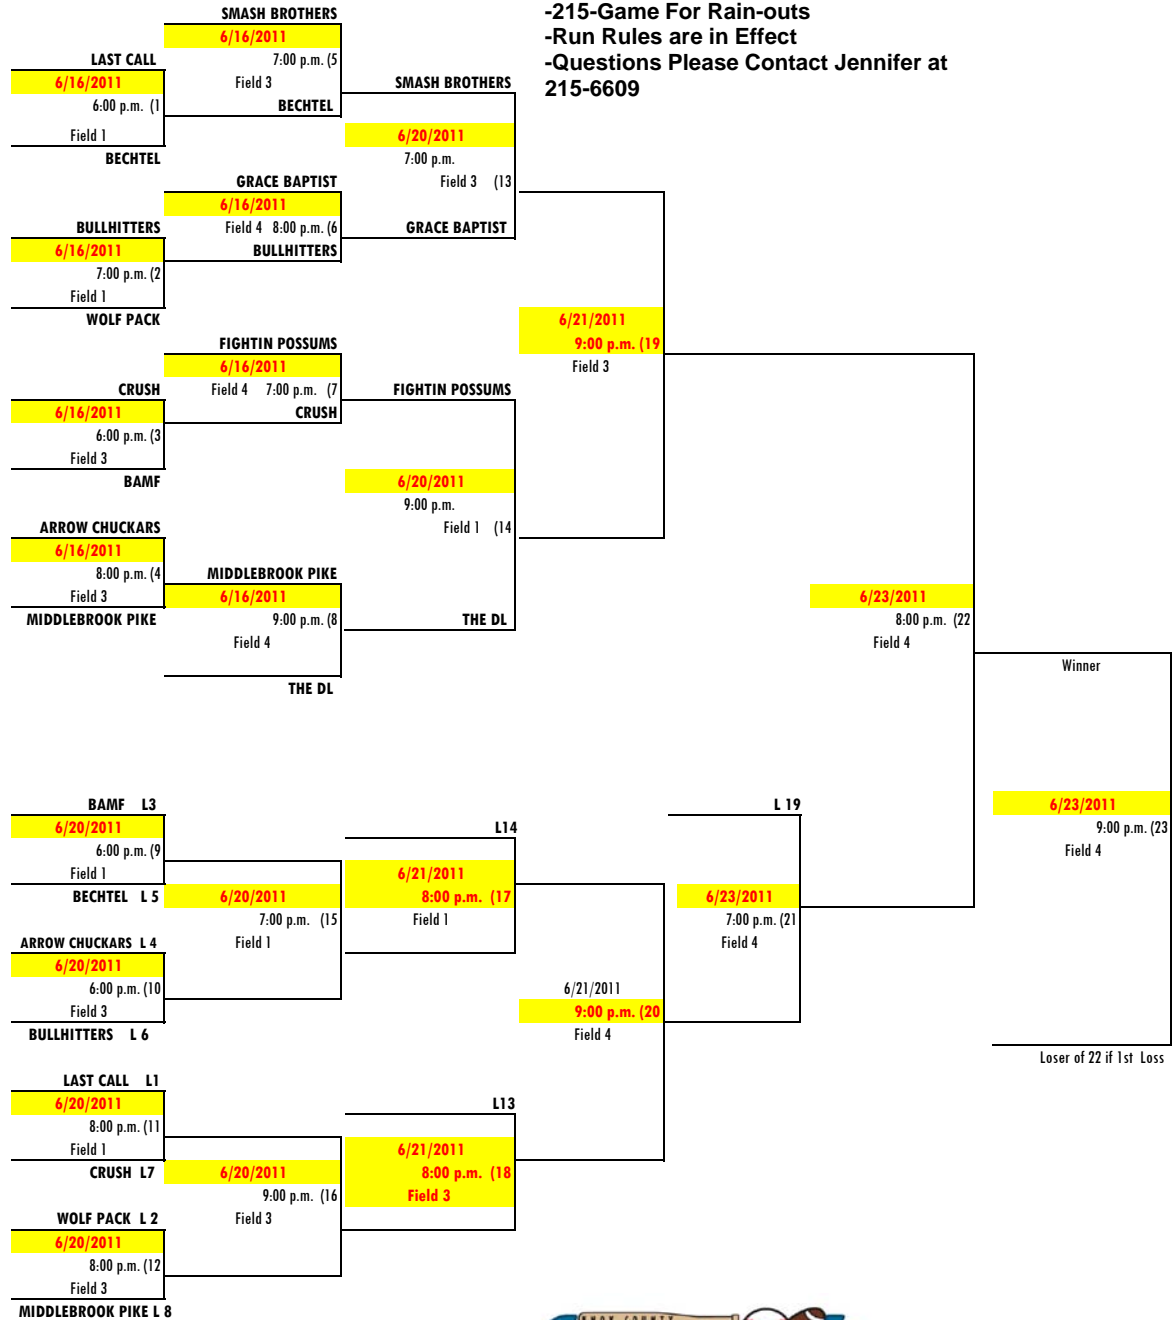 SMASH BROTHERS
6/16/2011
7:00 p.m. (5
Field 3
BECHTEL
LAST CALL
6/16/2011
6:00 p.m. (1
Field 1
BECHTEL
-215-Game For Rain-outs
-Run Rules are in Effect
-Questions Please Contact Jennifer at
215-6609
SMASH BROTHERS
6/20/2011
7:00 p.m.
Field 3 (13
GRACE BAPTIST
GRACE BAPTIST
6/16/2011
Field 4 8:00 p.m. (6
BULLHITTERS
BULLHITTERS
6/16/2011
7:00 p.m. (2
Field 1
WOLF PACK
6/21/2011
9:00 p.m. (19
Field 3
FIGHTIN POSSUMS
6/16/2011
Field 4 7:00 p.m. (7
CRUSH
CRUSH
6/16/2011
6:00 p.m. (3
Field 3
BAMF
FIGHTIN POSSUMS
6/20/2011
9:00 p.m.
Field 1 (14
THE DL
ARROW CHUCKARS
6/16/2011
8:00 p.m. (4
Field 3
MIDDLEBROOK PIKE
MIDDLEBROOK PIKE
6/16/2011
9:00 p.m. (8
Field 4
THE DL
6/23/2011
8:00 p.m. (22
Field 4
Winner
BAMF L3
6/20/2011
6:00 p.m. (9
Field 1
BECHTEL L 5
6/20/2011
7:00 p.m. (15
Field 1
L14
6/21/2011
8:00 p.m. (17
Field 1
L 19
6/23/2011
7:00 p.m. (21
Field 4
6/23/2011
9:00 p.m. (23
Field 4
ARROW CHUCKARS L 4
6/20/2011
6:00 p.m. (10
Field 3
BULLHITTERS L 6
6/21/2011
9:00 p.m. (20
Field 4
Loser of 22 if 1st Loss
LAST CALL L1
6/20/2011
8:00 p.m. (11
Field 1
CRUSH L7
6/20/2011
9:00 p.m. (16
Field 3
L13
6/21/2011
8:00 p.m. (18
Field 3
WOLF PACK L 2
6/20/2011
8:00 p.m. (12
Field 3
MIDDLEBROOK PIKE L 8